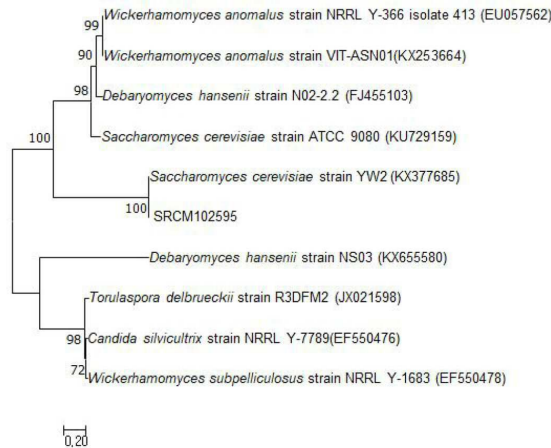 99
Wickerhamomyces anomalus strain NRRL Y-366 isolate 413 (EU057562)
90
Wickerhamomyces anomalus strain VIT-ASN01(KX253664)
98
Debaryomyces hansenii strain N02-2.2 (FJ455103)
Saccharomyces cerevisiae strain ATCC 9080 (KU729159)
100
Saccharomyces cerevisiae strain YW2(KX377685)
100
SRCM102595
Debaryomyces hansenii strain NS03 (KX655580)
Torulaspora delbrueckii strain R3DFM2 (JX021598)
98
Candida silvicultrix strain NRRL Y-7789(EF550476)
72
Wickerhamomyces subpelliculosus strain NRRL Y-1683 (EF550478)
0,20